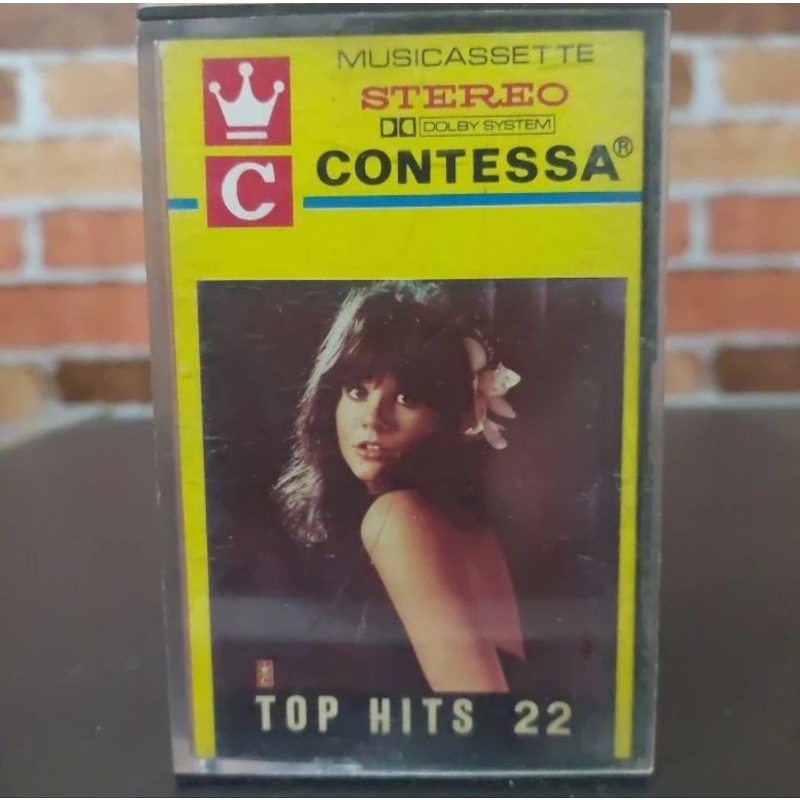 MUSICASSETTE
STEREO
DOLBY SYSTEM
CONTESSA®
C
TOP HITS 22